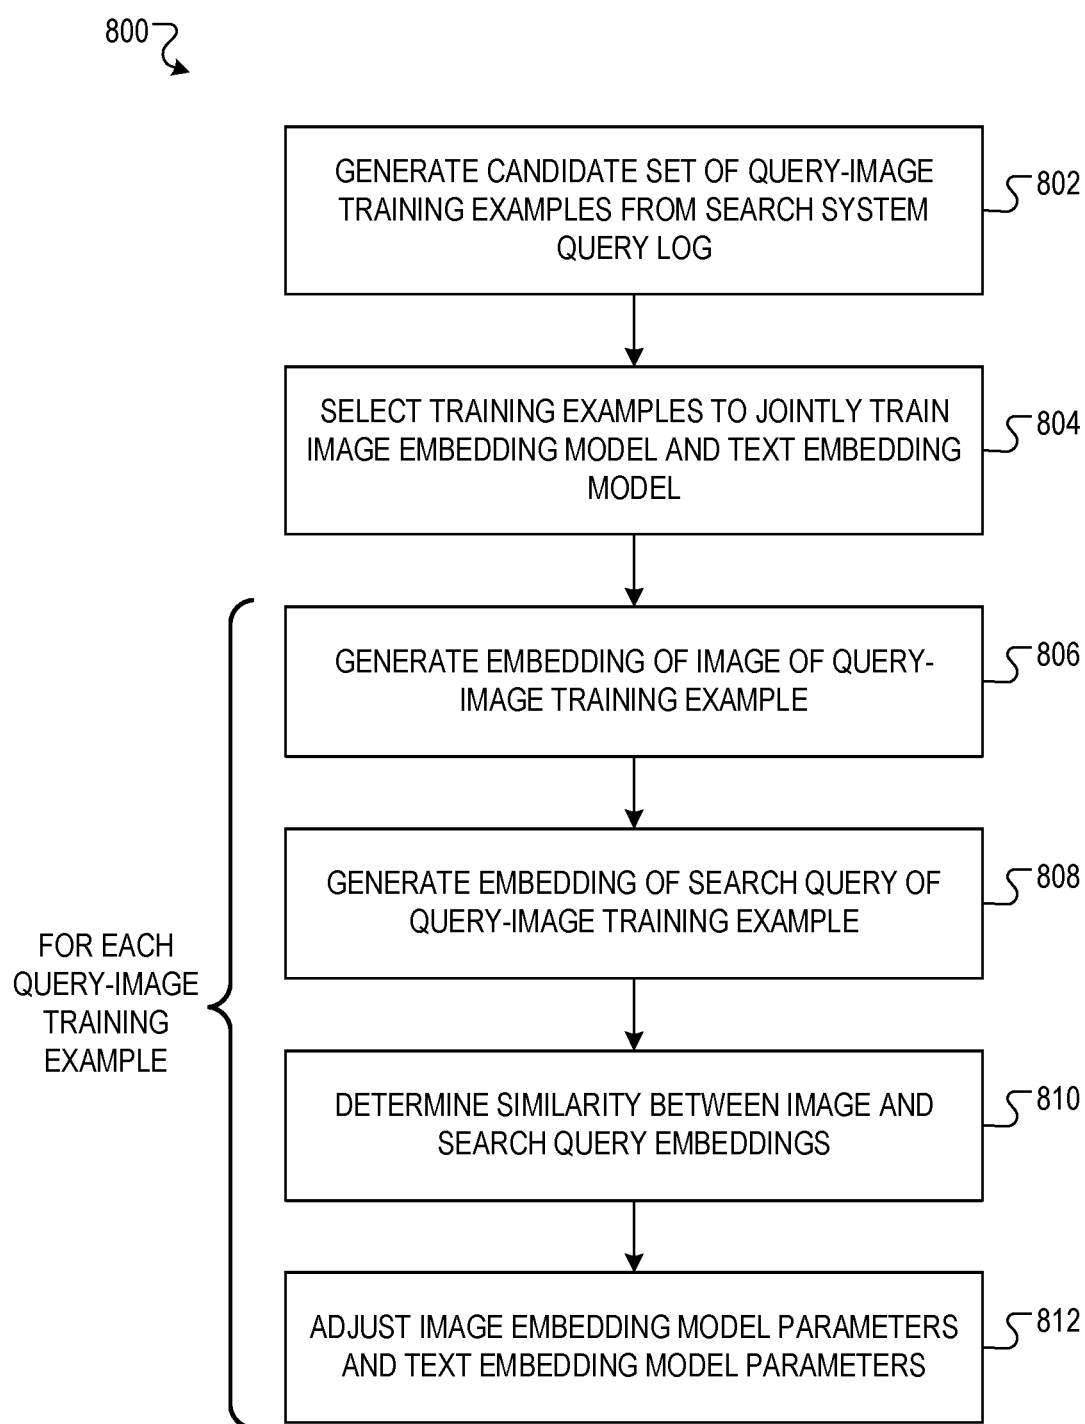 800
GENERATE CANDIDATE SET OF QUERY-IMAGE
TRAINING EXAMPLES FROM SEARCH SYSTEM
QUERY LOG
802
SELECT TRAINING EXAMPLES TO JOINTLY TRAIN
IMAGE EMBEDDING MODEL AND TEXT EMBEDDING
MODEL
804
GENERATE EMBEDDING OF IMAGE OF QUERY-
IMAGE TRAINING EXAMPLE
806
GENERATE EMBEDDING OF SEARCH QUERY OF
QUERY-IMAGE TRAINING EXAMPLE
808
FOR EACH
QUERY-IMAGE
TRAINING
EXAMPLE
DETERMINE SIMILARITY BETWEEN IMAGE AND
SEARCH QUERY EMBEDDINGS
810
ADJUST IMAGE EMBEDDING MODEL PARAMETERS
AND TEXT EMBEDDING MODEL PARAMETERS
812